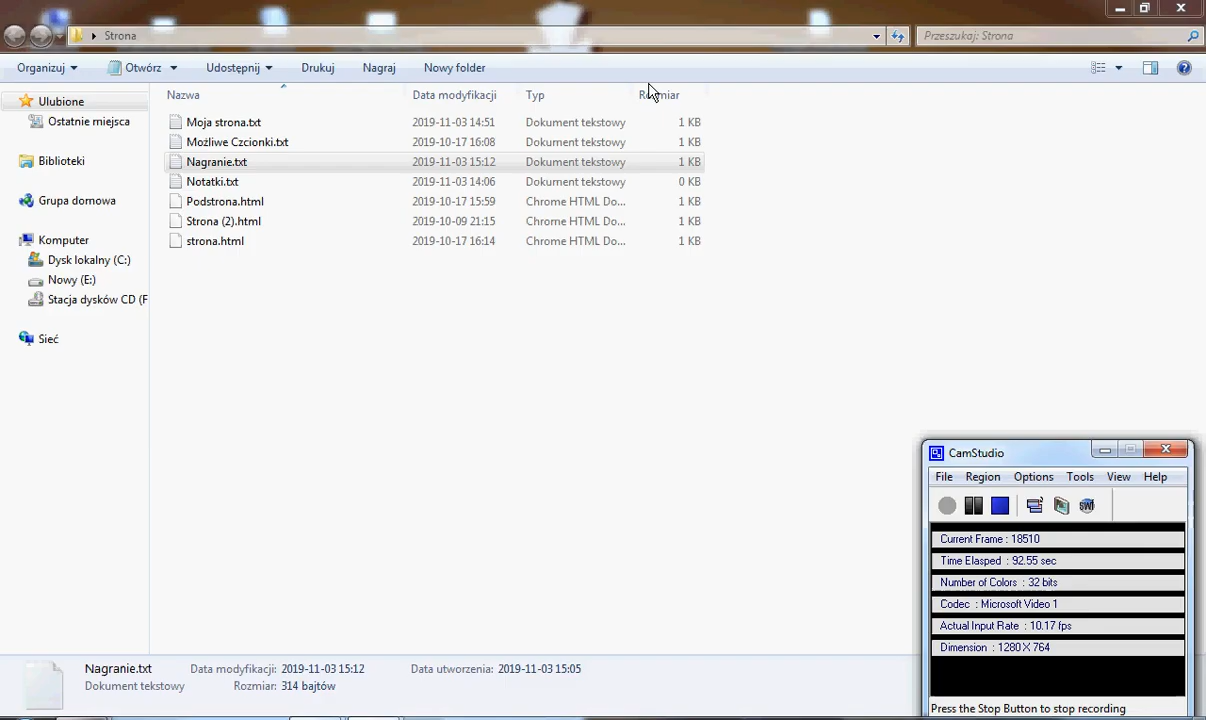 Strona
Przeszukaj: Strona
Organizuj
Otwórz
Udostępnij
Drukuj
Nagraj
Nowy folder
Nazwa
Data modyfikacji
Typ
Rozmiar
Ulubione
Ostatnie miejsca
Biblioteki
Grupa domowa
Komputer
Dysk lokalny (C:)
Nowy (E:)
Stacja dysków CD (F
Sieć
Moja strona.txt 2019-11-03 14:51 Dokument tekstowy 1 KB
Możliwe Czcionki.txt 2019-10-17 16:08 Dokument tekstowy 1 KB
Nagranie.txt 2019-11-03 15:12 Dokument tekstowy 1 KB
Notatki.txt 2019-11-03 14:06 Dokument tekstowy 0 KB
Podstrona.html 2019-10-17 15:59 Chrome HTML Do... 1 KB
Strona (2).html 2019-10-09 21:15 Chrome HTML Do... 1 KB
strona.html 2019-10-17 16:14 Chrome HTML Do... 1 KB
CamStudio
File Region Options Tools View Help
SWF
Current Frame : 18510
Time Elasped : 92.55 sec
Number of Colors : 32 bits
Codec : Microsoft Video 1
Actual Input Rate : 10.17 fps
Dimension : 1280 X 764
Press the Stop Button to stop recording
Nagranie.txt Data modyfikacji: 2019-11-03 15:12 Data utworzenia: 2019-11-03 15:05
Dokument tekstowy Rozmiar: 314 bajtów